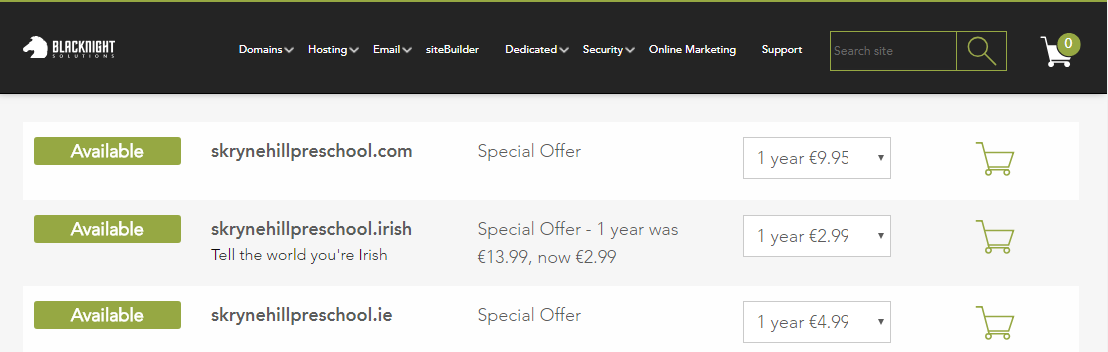 BLACKNIGHT
SOLUTIONS
Domains Hosting Email siteBuilder Dedicated Security Online Marketing Support Search site 0
Available skrynehillpreschool.com Special Offer 1 year €9.95
Available skrynehillpreschool.irish Special Offer - 1 year was 1 year €2.99
Tell the world you're Irish €13.99, now €2.99
Available skrynehillpreschool.ie Special Offer 1 year €4.99